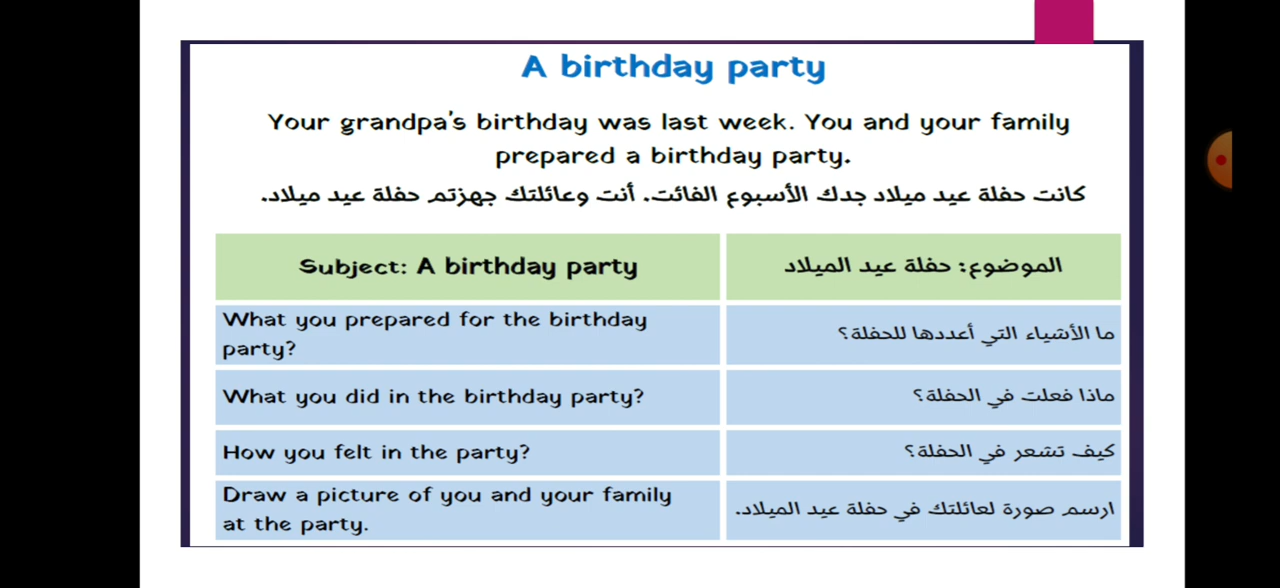 A birthday party
Your grandpa's birthday was last week. You and your family
prepared a birthday party.
كانت حفلة عيد ميلاد جدك الأسبوع الفائت. أنت وعائلتك جهزتم حفلة عيد ميلاد.
Subject: A birthday party
الموضوع: حفلة عيد الميلاد
What you prepared for the birthday
party?
ما الأشياء التي أعددها للحفلة؟
What you did in the birthday party?
ماذا فعلت في الحفلة؟
How you felt in the party?
كيف تشعر في الحفلة؟
Draw a picture of you and your family
at the party.
ارسم صورة لعائلتك في حفلة عيد الميلاد.